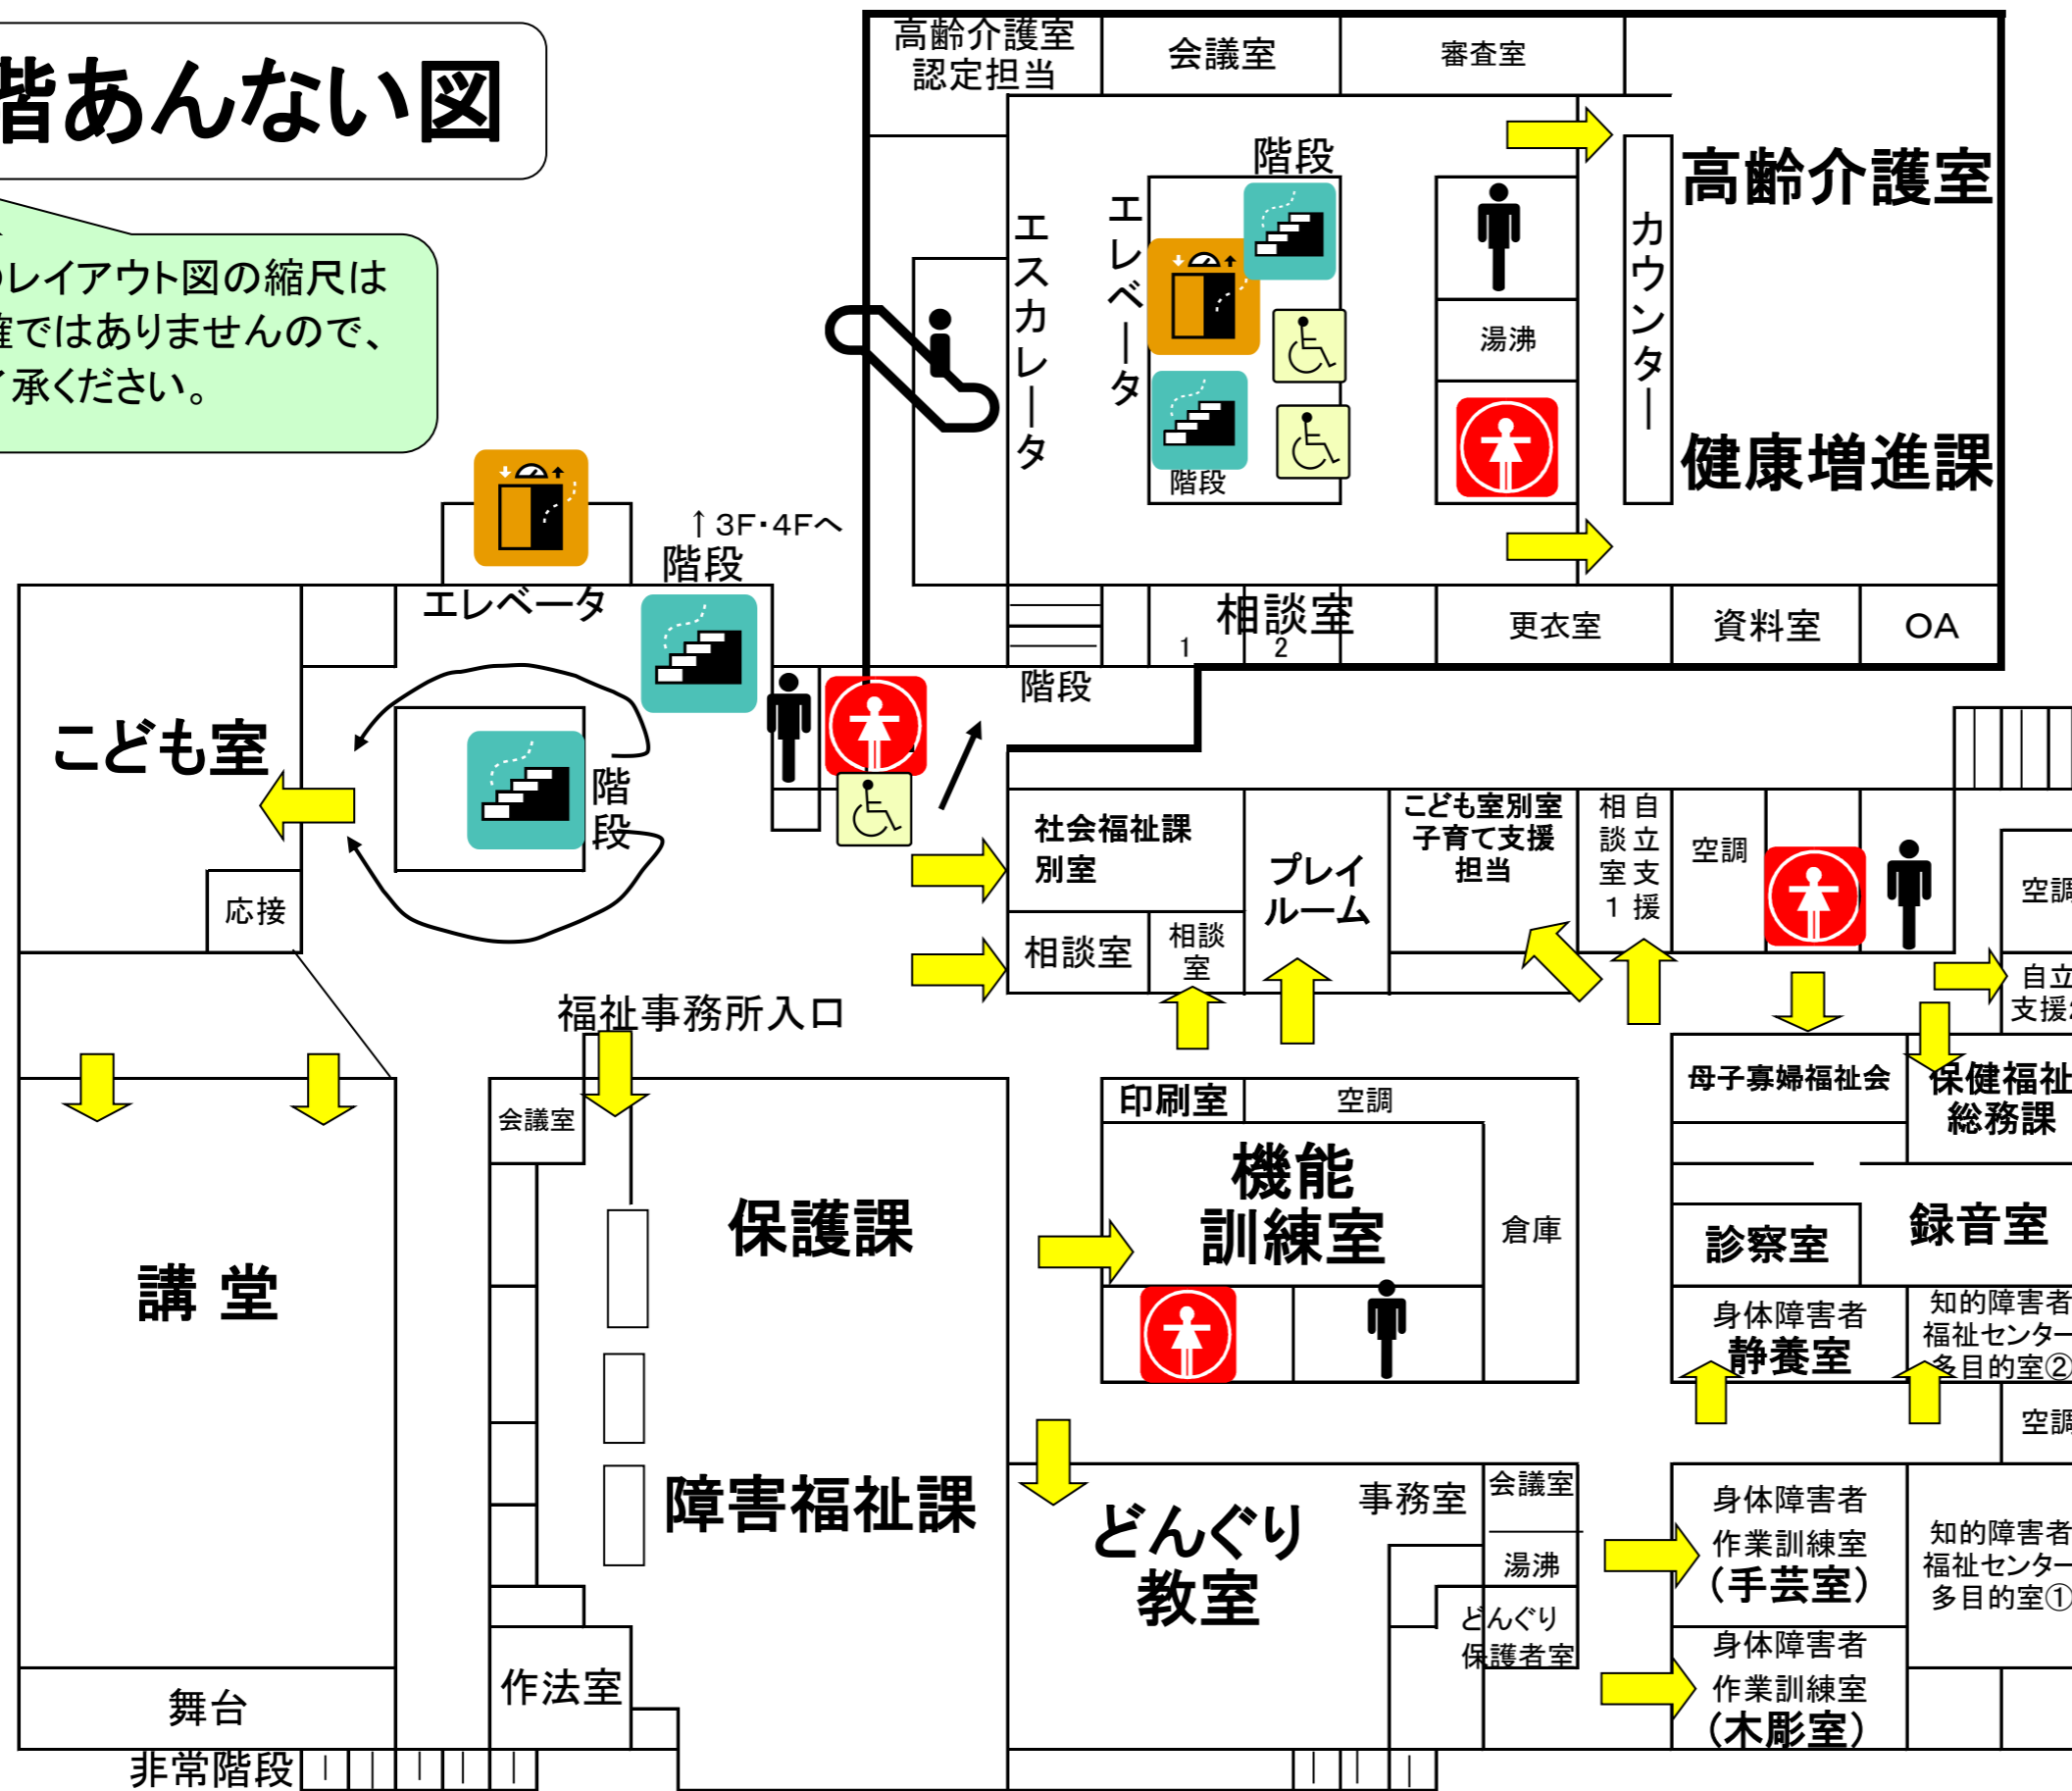 階あんない図
のレイアウト図の縮尺は
確ではありませんので、
了承ください。
高齢介護室
認定担当
会議室
審査室
高齢介護室
階段
エレベータ
エスカレータ
階段
湯沸
カウンター
健康増進課
↑3F・4Fへ
階段
エレベータ
相談室
1
2
更衣室
資料室
OA
階段
こども室
階段
応接
社会福祉課
別室
プレイ
ルーム
こども室別室
子育て支援
担当
自立支援
相談室1
空調
空調
相談室
相談
室
自立
支援2
福祉事務所入口
会議室
印刷室
空調
母子寡婦福祉会
保健福祉
総務課
保護課
機能
訓練室
倉庫
診察室
録音室
講堂
身体障害者
静養室
知的障害者
福祉センター
多目的室②
空調
障害福祉課
どんぐり
教室
事務室
会議室
湯沸
どんぐり
保護者室
身体障害者
作業訓練室
(手芸室)
知的障害者
福祉センター
多目的室①
身体障害者
作業訓練室
(木彫室)
作法室
舞台
非常階段